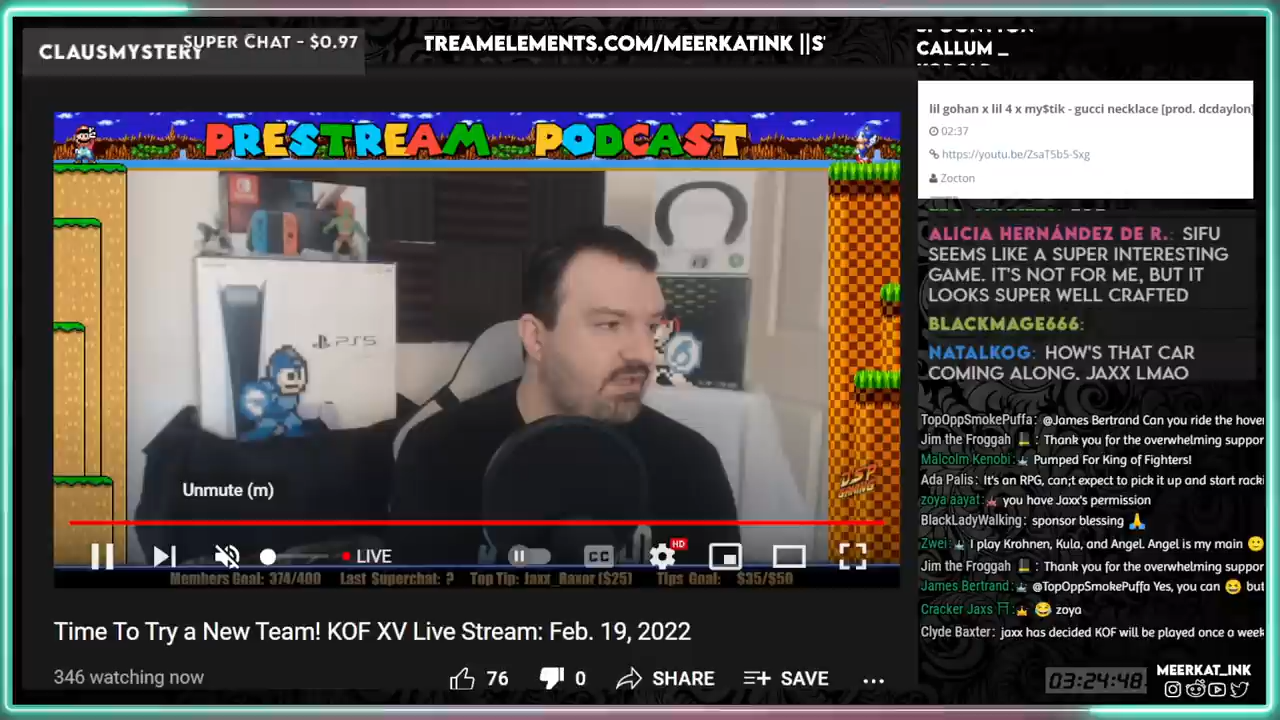 CLAUSMYSTERY
SUPER CHAT - $0.97
TREAMELEMENTS.COM/MEERKATINK ||S
CALLUM _
lil gohan x lil 4 x my$tik - gucci necklace [prod. dcdaylon]
02:37
https://youtu.be/ZsaT5b5-Sxg
Zocton
PRESTREAM PODCAST
PS5
DSP
GAMING
ALICIA HERNÁNDEZ DE R.: SIFU
SEEMS LIKE A SUPER INTERESTING
GAME. IT'S NOT FOR ME, BUT IT
LOOKS SUPER WELL CRAFTED
BLACKMAGE666:
NATALKOG: HOW'S THAT CAR
COMING ALONG, JAXX LMAO
TopOppSmokePuffa: @James Bertrand Can you ride the hover
Jim the Froggah : Thank you for the overwhelming suppor
Malcolm Kenobi: Pumped For King of Fighters!
Ada Palis: It's an RPG, can;t expect to pick it up and start racki
zoya aayat: you have Jaxx's permission
BlackLadyWalking: sponsor blessing
Zwei: I play Krohnen, Kula, and Angel. Angel is my main
Jim the Froggah : Thank you for the overwhelming suppor
James Bertrand: @TopOppSmokePuffa Yes, you can but
Cracker Jaxs: zoya
Clyde Baxter: jaxx has decided KOF will be played once a week
Unmute (m)
LIVE
CC
HD
Members Goal: 374/400 Last Superchat: ? Top Tip: Jaxx_Raxor ($25) Tips Goal: $35/$50
Time To Try a New Team! KOF XV Live Stream: Feb. 19, 2022
346 watching now
76
0
SHARE
SAVE
03:24:48
MEERKAT_INK